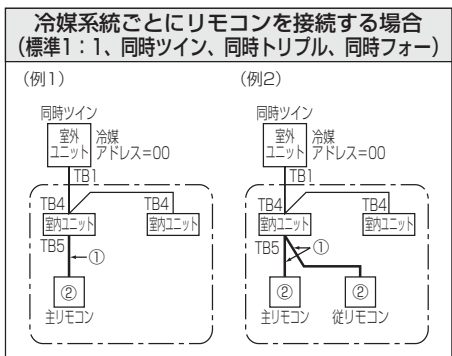 冷媒系統ごとにリモコンを接続する場合
(標準1:1、同時ツイン、同時トリプル、同時フォー)
(例1)
同時ツイン
室外
ユニット
冷媒
アドレス=00
TB1
TB4
TB4
室内ユニット
室内ユニット
TB5
①
②
主リモコン
(例2)
同時ツイン
室外
ユニット
冷媒
アドレス=00
TB1
TB4
TB4
室内ユニット
室内ユニット
TB5
①
②
②
主リモコン
従リモコン